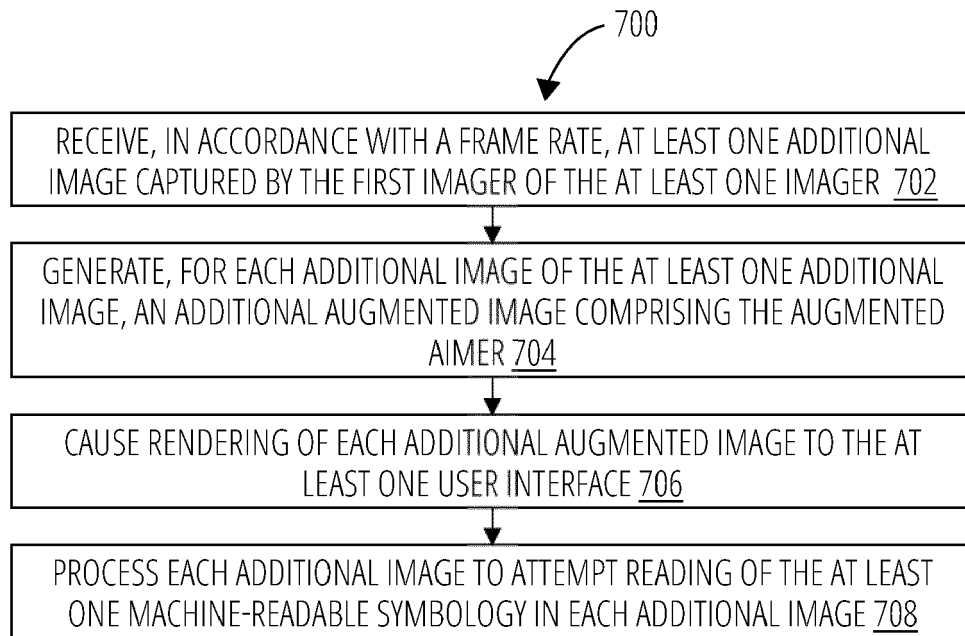 700
RECEIVE, IN ACCORDANCE WITH A FRAME RATE, AT LEAST ONE ADDITIONAL
IMAGE CAPTURED BY THE FIRST IMAGER OF THE AT LEAST ONE IMAGER 702
GENERATE, FOR EACH ADDITIONAL IMAGE OF THE AT LEAST ONE ADDITIONAL
IMAGE, AN ADDITIONAL AUGMENTED IMAGE COMPRISING THE AUGMENTED
AIMER 704
CAUSE RENDERING OF EACH ADDITIONAL AUGMENTED IMAGE TO THE AT
LEAST ONE USER INTERFACE 706
PROCESS EACH ADDITIONAL IMAGE TO ATTEMPT READING OF THE AT LEAST
ONE MACHINE-READABLE SYMBOLOGY IN EACH ADDITIONAL IMAGE 708